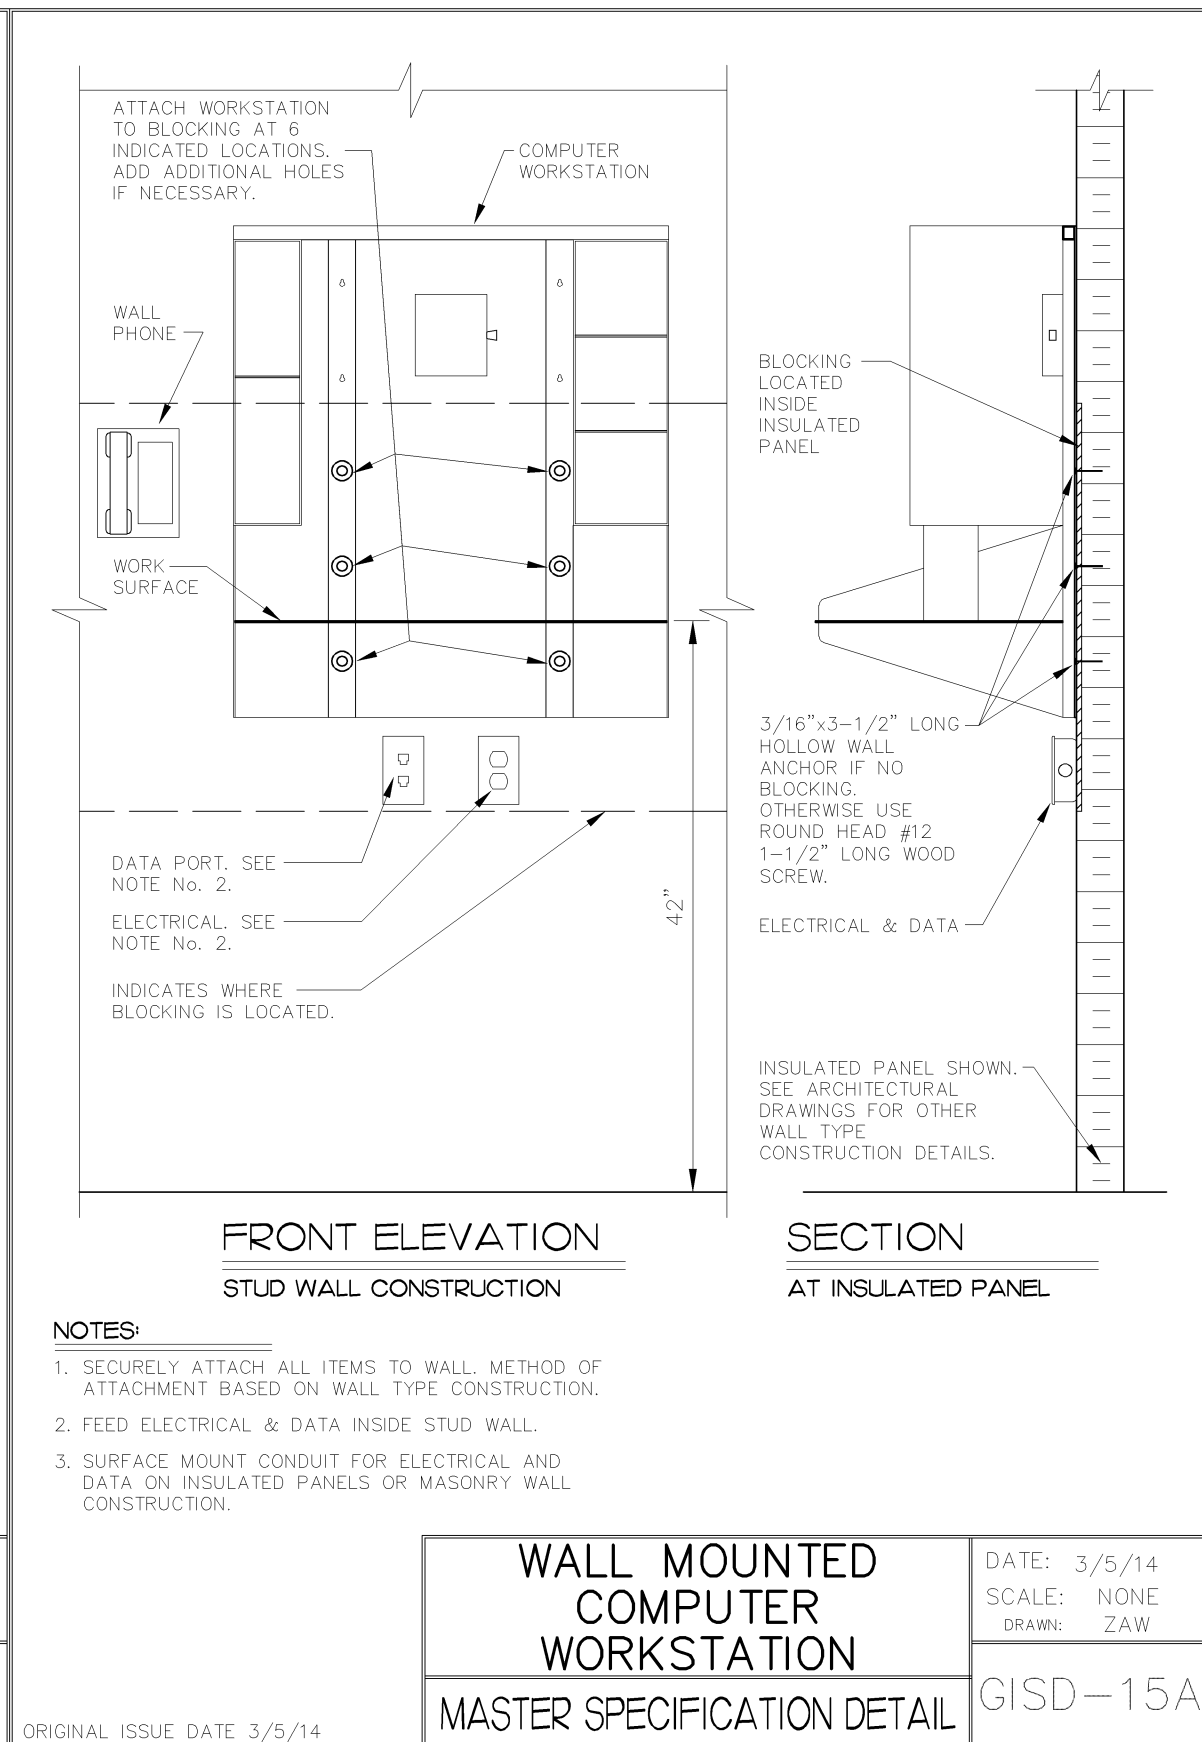 ATTACH WORKSTATION
TO BLOCKING AT 6
INDICATED LOCATIONS.
ADD ADDITIONAL HOLES
IF NECESSARY.
COMPUTER
WORKSTATION
WALL
PHONE
BLOCKING
LOCATED
INSIDE
INSULATED
PANEL
WORK
SURFACE
3/16"x3-1/2" LONG
HOLLOW WALL
ANCHOR IF NO
BLOCKING.
OTHERWISE USE
ROUND HEAD #12
1-1/2" LONG WOOD
SCREW.
DATA PORT. SEE
NOTE No. 2.
ELECTRICAL. SEE
NOTE No. 2.
42"
ELECTRICAL & DATA
INDICATES WHERE
BLOCKING IS LOCATED.
INSULATED PANEL SHOWN.
SEE ARCHITECTURAL
DRAWINGS FOR OTHER
WALL TYPE
CONSTRUCTION DETAILS.
FRONT ELEVATION
STUD WALL CONSTRUCTION
SECTION
AT INSULATED PANEL
NOTES:
1. SECURELY ATTACH ALL ITEMS TO WALL. METHOD OF
ATTACHMENT BASED ON WALL TYPE CONSTRUCTION.
2. FEED ELECTRICAL & DATA INSIDE STUD WALL.
3. SURFACE MOUNT CONDUIT FOR ELECTRICAL AND
DATA ON INSULATED PANELS OR MASONRY WALL
CONSTRUCTION.
WALL MOUNTED
COMPUTER
WORKSTATION
MASTER SPECIFICATION DETAIL
DATE: 3/5/14
SCALE: NONE
DRAWN: ZAW
GISD-15A
ORIGINAL ISSUE DATE 3/5/14